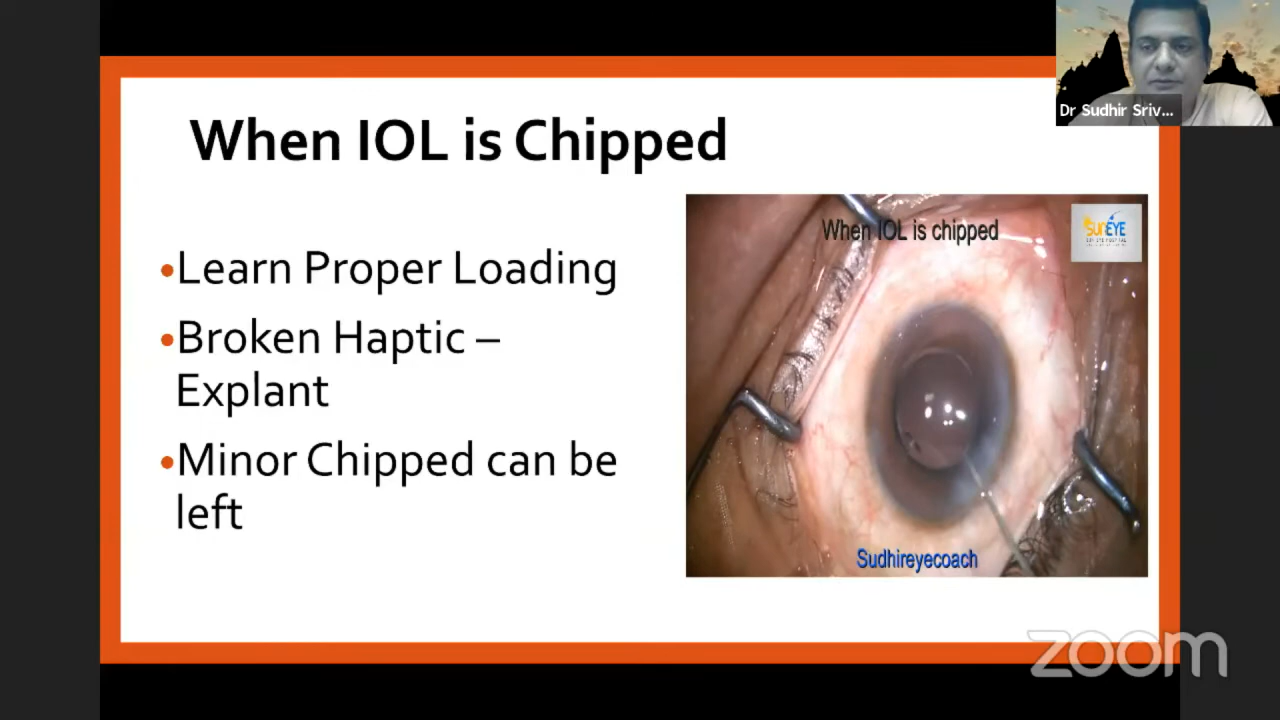 Dr Sudhir Sriv...
When IOL is Chipped
•Learn Proper Loading
•Broken Haptic –
Explant
•Minor Chipped can be
left
When IOL is chipped
SunEYE
Sudhireyecoach
zoom